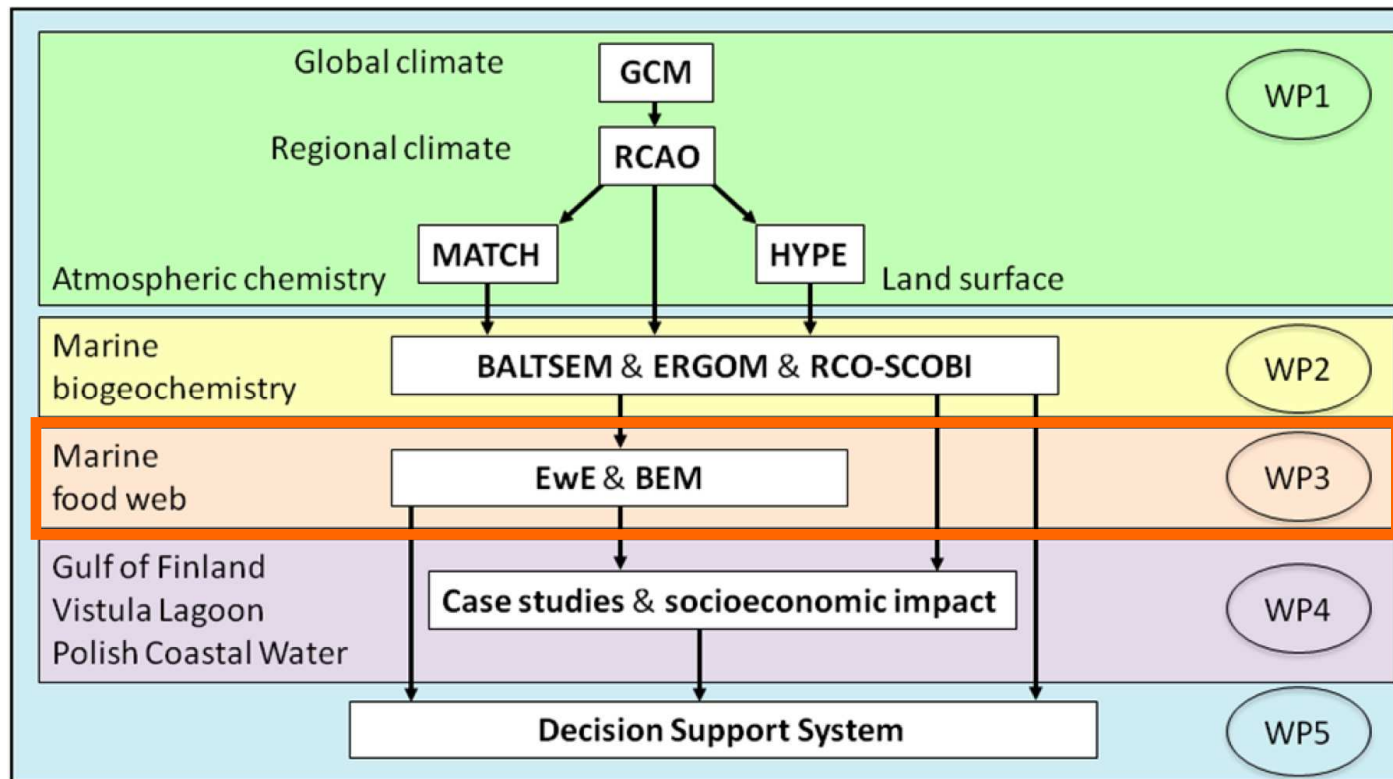 Global climate
GCM
WP1
Regional climate
RCAO
MATCH
HYPE
Atmospheric chemistry
Land surface
Marine
biogeochemistry
BALTSEM & ERGOM & RCO-SCOBI
WP2
Marine
food web
EwE & BEM
WP3
Gulf of Finland
Vistula Lagoon
Polish Coastal Water
Case studies & socioeconomic impact
WP4
Decision Support System
WP5